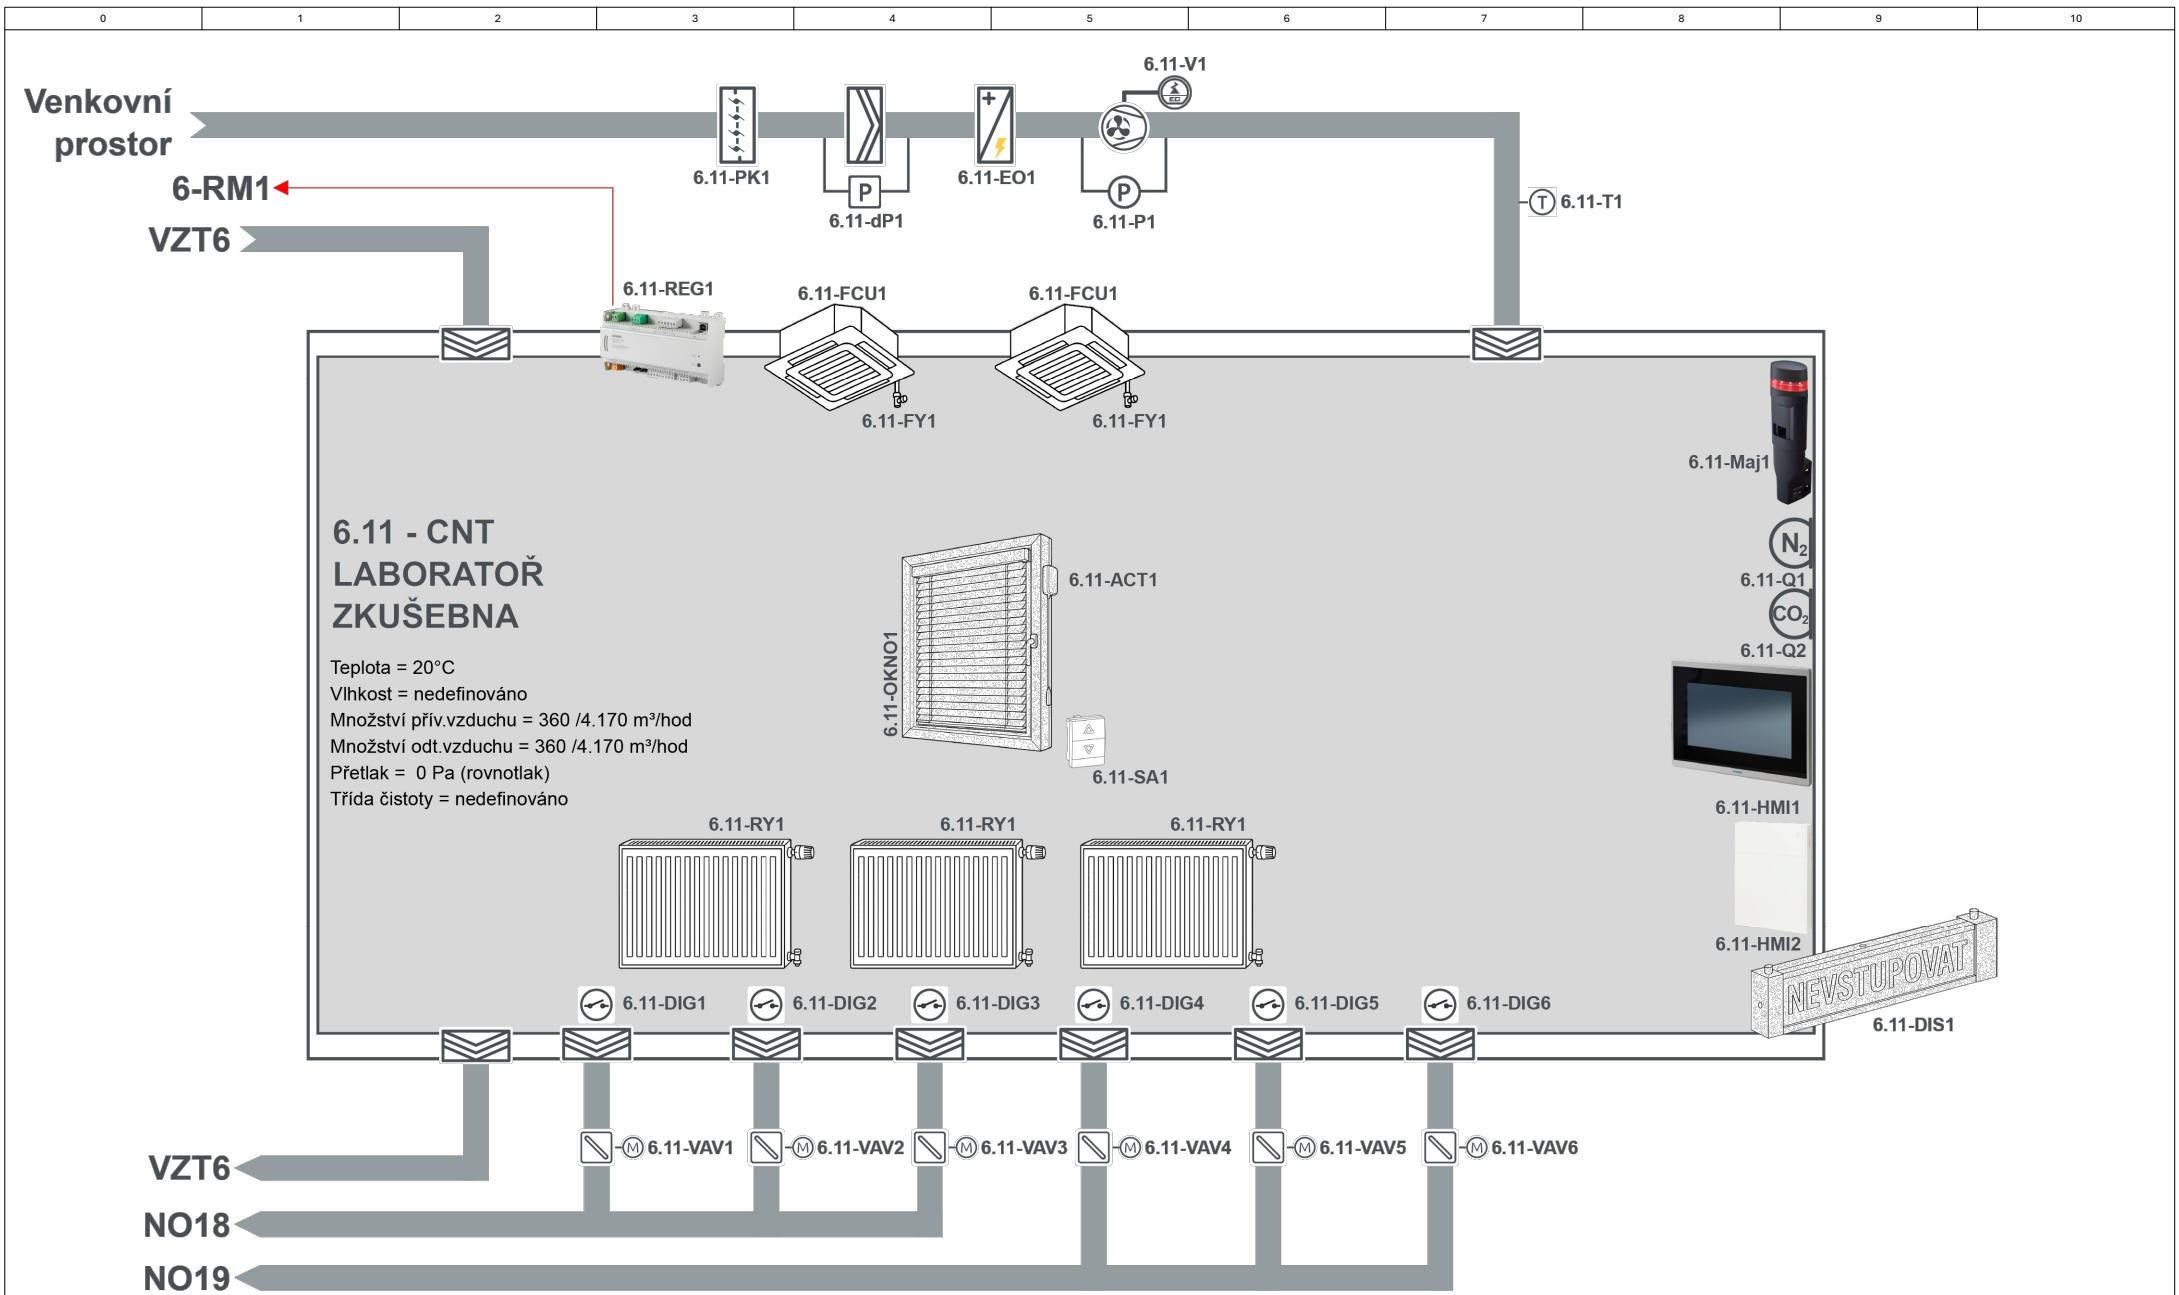 0 1 2 3 4 5 6 7 8 9 10
6.11-V1
Venkovní
prostor
6.11-PK1
6.11-EO1
6.11-dP1
P
6.11-P1
P
T
6.11-T1
6-RM1
VZT6
6.11-REG1
6.11-FCU1
6.11-FCU1
6.11-FY1
6.11-FY1
6.11-Maj1
6.11 - CNT
LABORATOŘ
ZKUŠEBNA
N2
6.11-Q1
CO2
6.11-Q2
6.11-ACT1
6.11-OKNO1
6.11-SA1
Teplota = 20°C
Vlhkost = nedefinováno
Množství přív.vzduchu = 360 /4.170 m³/hod
Množství odt.vzduchu = 360 /4.170 m³/hod
Přetlak = 0 Pa (rovnotlak)
Třída čistoty = nedefinováno
6.11-HMI1
6.11-RY1
6.11-RY1
6.11-RY1
6.11-HMI2
NEVSTUPOVAT
6.11-DIS1
6.11-DIG1
6.11-DIG2
6.11-DIG3
6.11-DIG4
6.11-DIG5
6.11-DIG6
M 6.11-VAV1
M 6.11-VAV2
M 6.11-VAV3
M 6.11-VAV4
M 6.11-VAV5
M 6.11-VAV6
VZT6
NO18
NO19